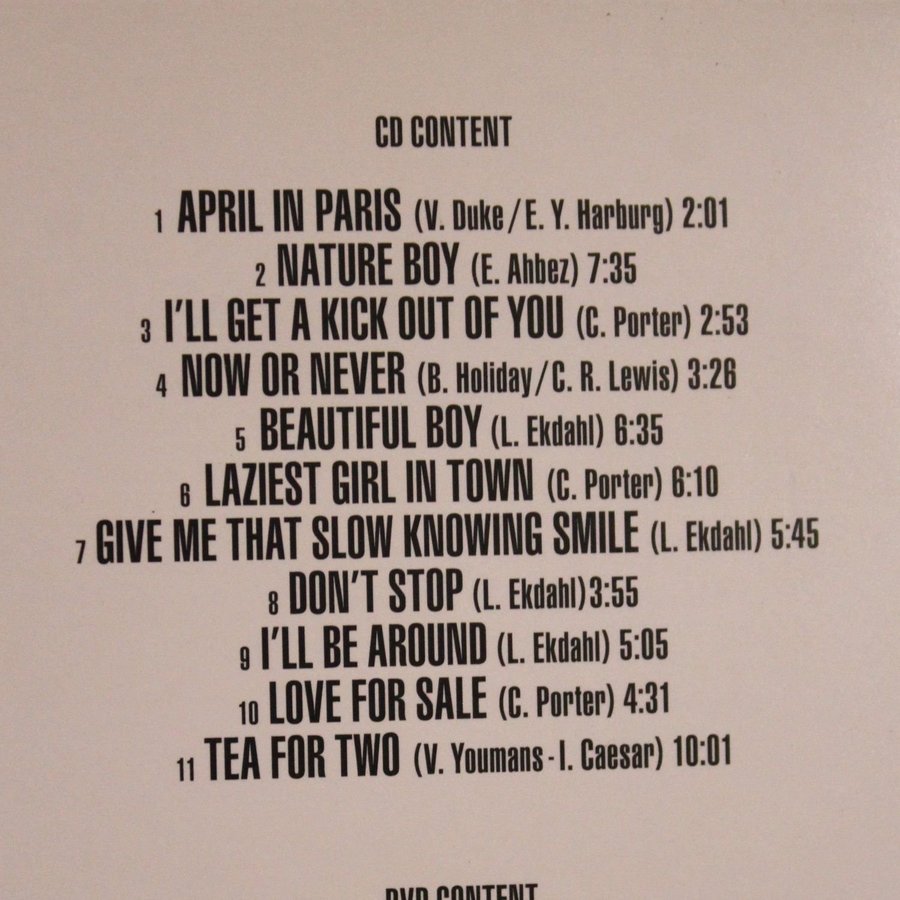 CD CONTENT
1 APRIL IN PARIS (V. Duke / E. Y. Harburg) 2:01
2 NATURE BOY (E. Ahbez) 7:35
3 I'LL GET A KICK OUT OF YOU (C. Porter) 2:53
4 NOW OR NEVER (B. Holiday / C. R. Lewis) 3:26
5 BEAUTIFUL BOY (L. Ekdahl) 6:35
6 LAZIEST GIRL IN TOWN (C. Porter) 6:10
7 GIVE ME THAT SLOW KNOWING SMILE (L. Ekdahl) 5:45
8 DON'T STOP (L. Ekdahl) 3:55
9 I'LL BE AROUND (L. Ekdahl) 5:05
10 LOVE FOR SALE (C. Porter) 4:31
11 TEA FOR TWO (V. Youmans - I. Caesar) 10:01
DVD CONTENT